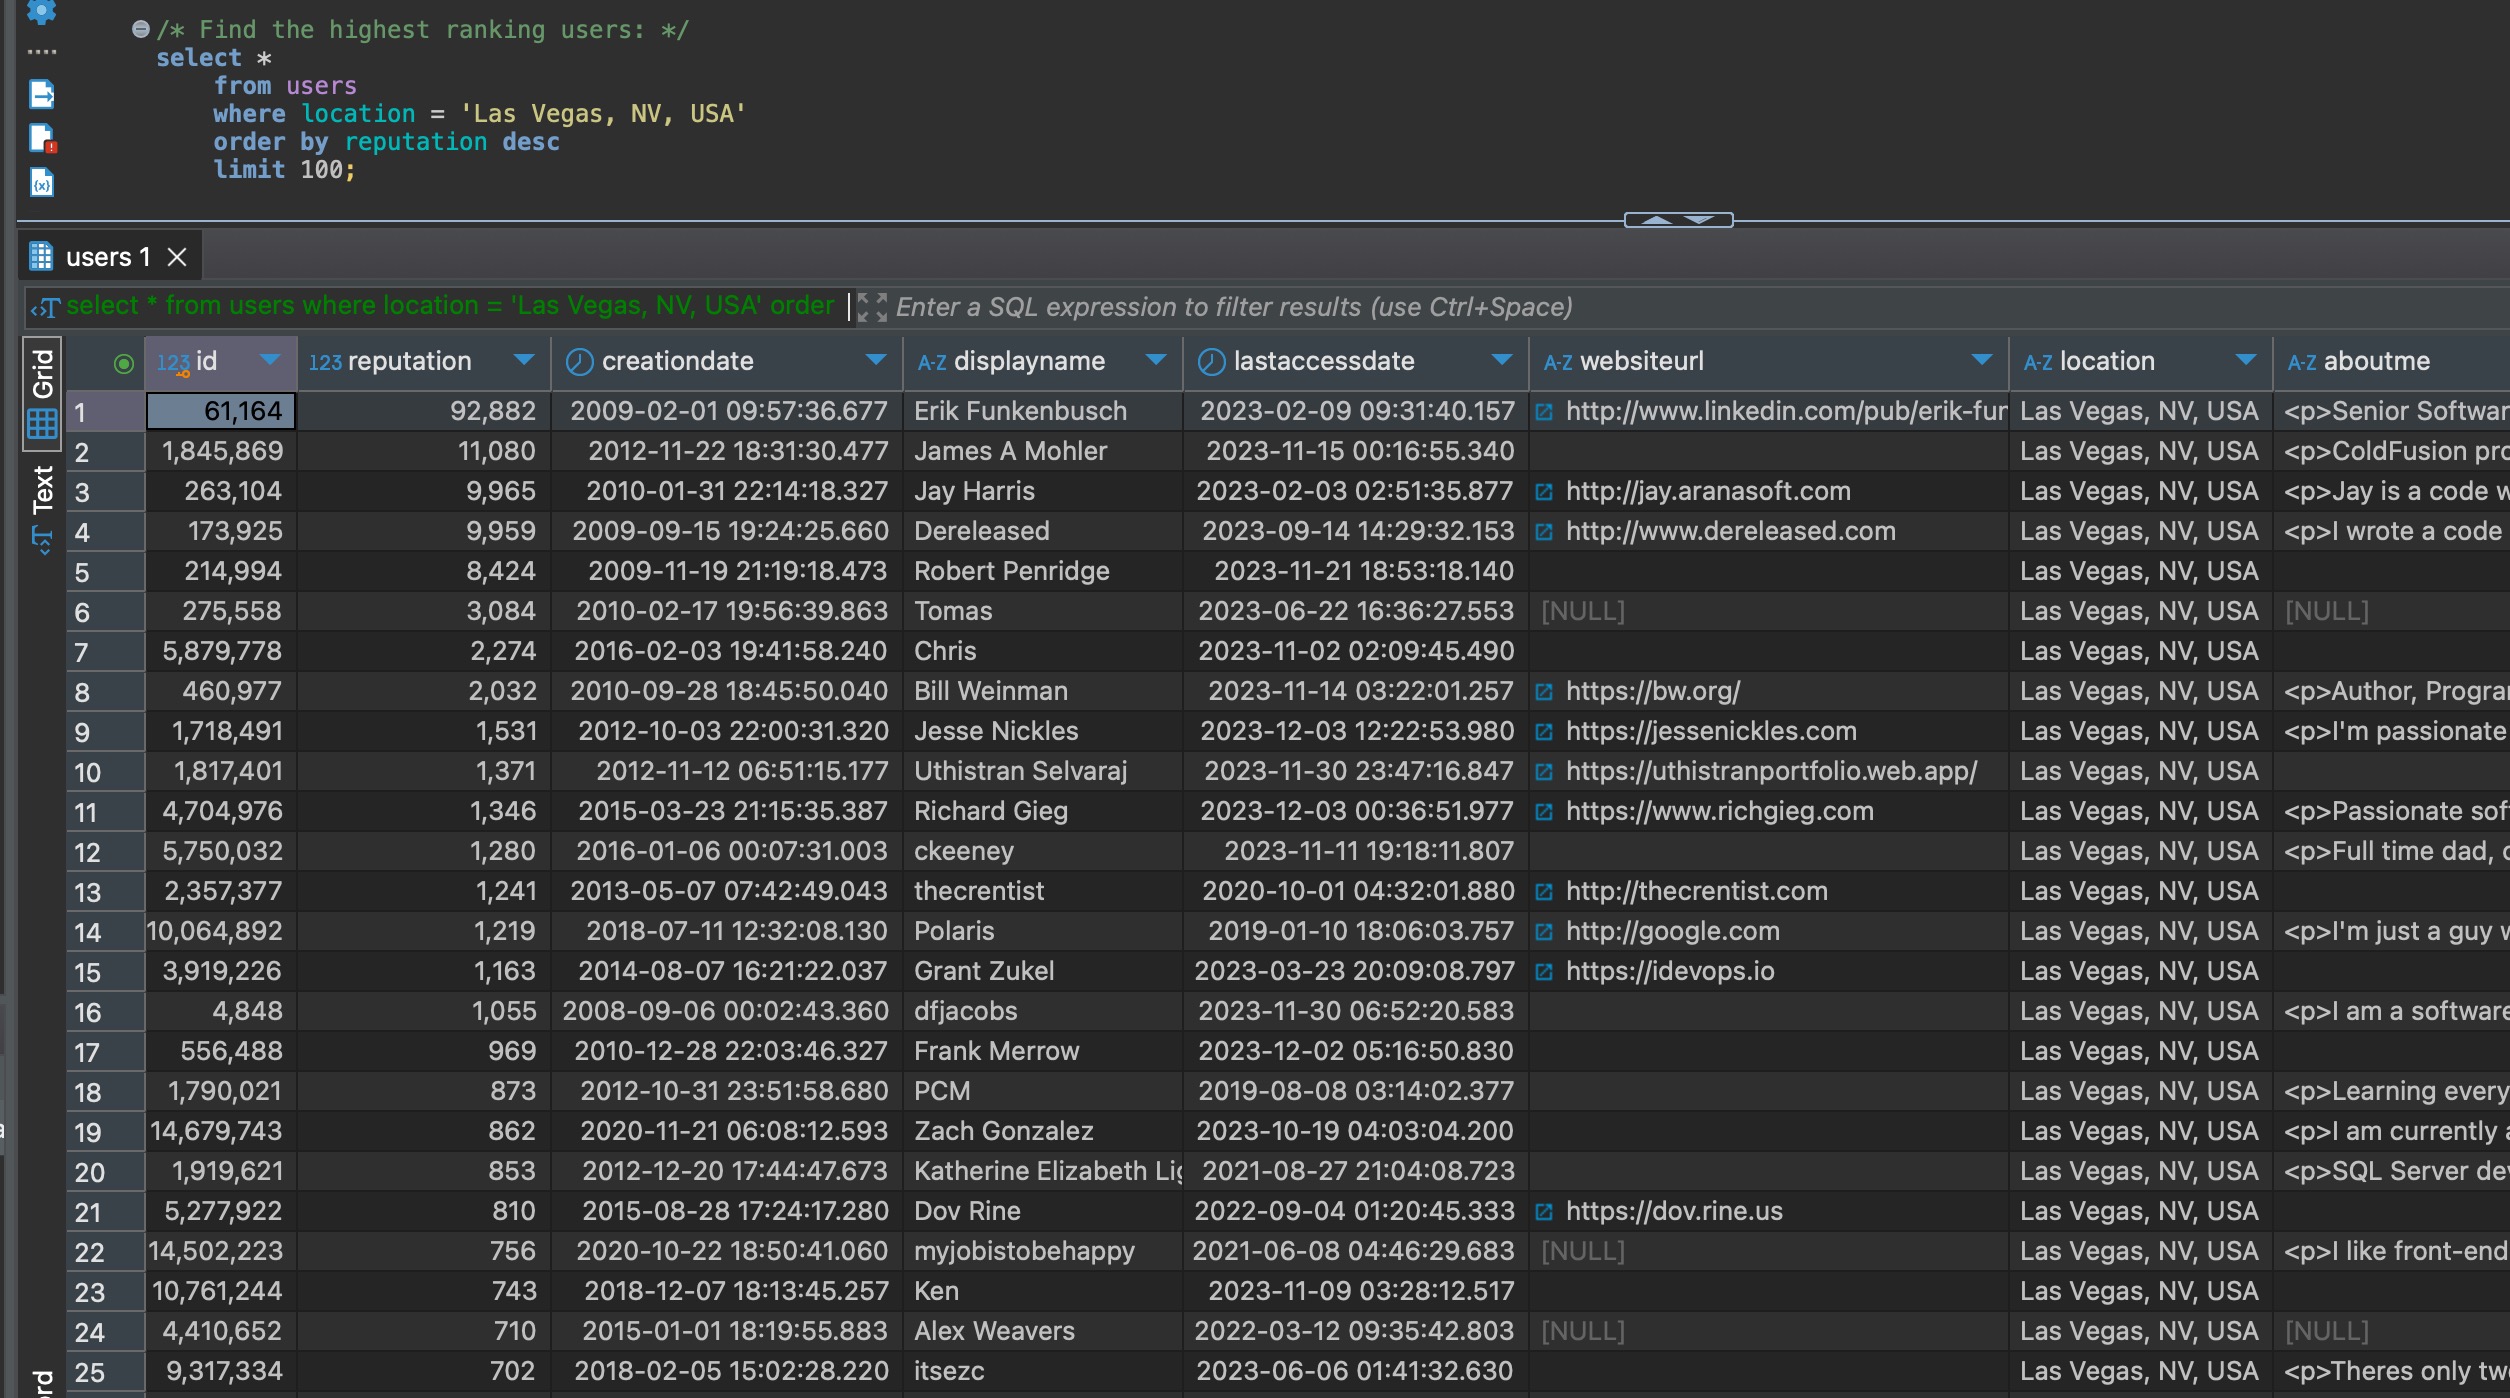 /* Find the highest ranking users: */
select *
from users
where location = 'Las Vegas, NV, USA'
order by reputation desc
limit 100;
users 1
select * from users where location = 'Las Vegas, NV, USA' order Enter a SQL expression to filter results (use Ctrl+Space)
Grid
Text
123 id 123 reputation creationdate A-Z displayname lastaccessdate A-Z websiteurl A-Z location A-Z aboutme
1 61,164 92,882 2009-02-01 09:57:36.677 Erik Funkenbusch 2023-02-09 09:31:40.157 http://www.linkedin.com/pub/erik-fun Las Vegas, NV, USA <p>Senior Softwar
2 1,845,869 11,080 2012-11-22 18:31:30.477 James A Mohler 2023-11-15 00:16:55.340 Las Vegas, NV, USA <p>ColdFusion pro
3 263,104 9,965 2010-01-31 22:14:18.327 Jay Harris 2023-02-03 02:51:35.877 http://jay.aranasoft.com Las Vegas, NV, USA <p>Jay is a code w
4 173,925 9,959 2009-09-15 19:24:25.660 Dereleased 2023-09-14 14:29:32.153 http://www.dereleased.com Las Vegas, NV, USA <p>I wrote a code
5 214,994 8,424 2009-11-19 21:19:18.473 Robert Penridge 2023-11-21 18:53:18.140 Las Vegas, NV, USA
6 275,558 3,084 2010-02-17 19:56:39.863 Tomas 2023-06-22 16:36:27.553 [NULL] Las Vegas, NV, USA [NULL]
7 5,879,778 2,274 2016-02-03 19:41:58.240 Chris 2023-11-02 02:09:45.490 Las Vegas, NV, USA
8 460,977 2,032 2010-09-28 18:45:50.040 Bill Weinman 2023-11-14 03:22:01.257 https://bw.org/ Las Vegas, NV, USA <p>Author, Progra
9 1,718,491 1,531 2012-10-03 22:00:31.320 Jesse Nickles 2023-12-03 12:22:53.980 https://jessenickles.com Las Vegas, NV, USA <p>I'm passionate
10 1,817,401 1,371 2012-11-12 06:51:15.177 Uthistran Selvaraj 2023-11-30 23:47:16.847 https://uthistranportfolio.web.app/ Las Vegas, NV, USA
11 4,704,976 1,346 2015-03-23 21:15:35.387 Richard Gieg 2023-12-03 00:36:51.977 https://www.richgieg.com Las Vegas, NV, USA <p>Passionate sof
12 5,750,032 1,280 2016-01-06 00:07:31.003 ckeeney 2023-11-11 19:18:11.807 Las Vegas, NV, USA <p>Full time dad, c
13 2,357,377 1,241 2013-05-07 07:42:49.043 thecrentist 2020-10-01 04:32:01.880 http://thecrentist.com Las Vegas, NV, USA
14 10,064,892 1,219 2018-07-11 12:32:08.130 Polaris 2019-01-10 18:06:03.757 http://google.com Las Vegas, NV, USA <p>I'm just a guy w
15 3,919,226 1,163 2014-08-07 16:21:22.037 Grant Zukel 2023-03-23 20:09:08.797 https://idevops.io Las Vegas, NV, USA
16 4,848 1,055 2008-09-06 00:02:43.360 dfjacobs 2023-11-30 06:52:20.583 Las Vegas, NV, USA <p>I am a software
17 556,488 969 2010-12-28 22:03:46.327 Frank Merrow 2023-12-02 05:16:50.830 Las Vegas, NV, USA
18 1,790,021 873 2012-10-31 23:51:58.680 PCM 2019-08-08 03:14:02.377 Las Vegas, NV, USA <p>Learning every
19 14,679,743 862 2020-11-21 06:08:12.593 Zach Gonzalez 2023-10-19 04:03:04.200 Las Vegas, NV, USA <p>I am currently a
20 1,919,621 853 2012-12-20 17:44:47.673 Katherine Elizabeth Lig 2021-08-27 21:04:08.723 Las Vegas, NV, USA <p>SQL Server dev
21 5,277,922 810 2015-08-28 17:24:17.280 Dov Rine 2022-09-04 01:20:45.333 https://dov.rine.us Las Vegas, NV, USA
22 14,502,223 756 2020-10-22 18:50:41.060 myjobistobehappy 2021-06-08 04:46:29.683 [NULL] Las Vegas, NV, USA <p>I like front-end
23 10,761,244 743 2018-12-07 18:13:45.257 Ken 2023-11-09 03:28:12.517 Las Vegas, NV, USA
24 4,410,652 710 2015-01-01 18:19:55.883 Alex Weavers 2022-03-12 09:35:42.803 [NULL] Las Vegas, NV, USA [NULL]
25 9,317,334 702 2018-02-05 15:02:28.220 itsezc 2023-06-06 01:41:32.630 Las Vegas, NV, USA <p>Theres only tw